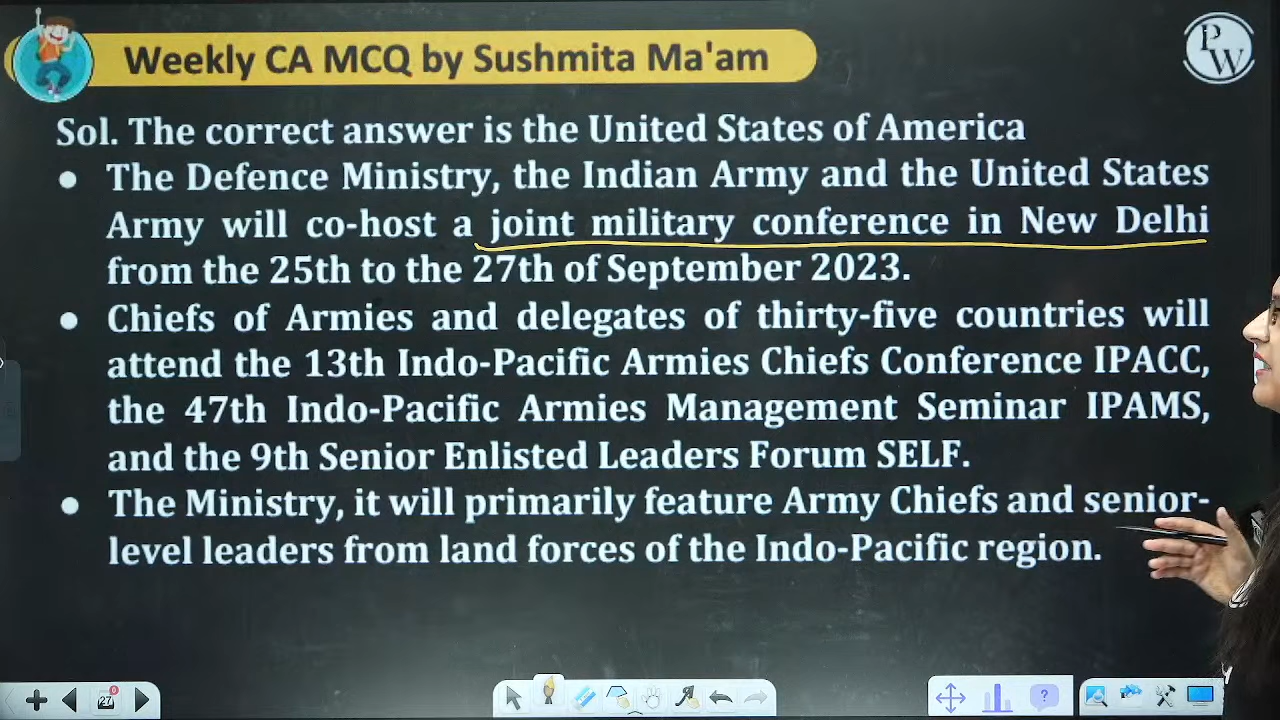 Weekly CA MCQ by Sushmita Ma'am
PW
Sol. The correct answer is the United States of America
• The Defence Ministry, the Indian Army and the United States
Army will co-host a joint military conference in New Delhi
from the 25th to the 27th of September 2023.
• Chiefs of Armies and delegates of thirty-five countries will
attend the 13th Indo-Pacific Armies Chiefs Conference IPACC,
the 47th Indo-Pacific Armies Management Seminar IPAMS,
and the 9th Senior Enlisted Leaders Forum SELF.
• The Ministry, it will primarily feature Army Chiefs and senior-
level leaders from land forces of the Indo-Pacific region.
27